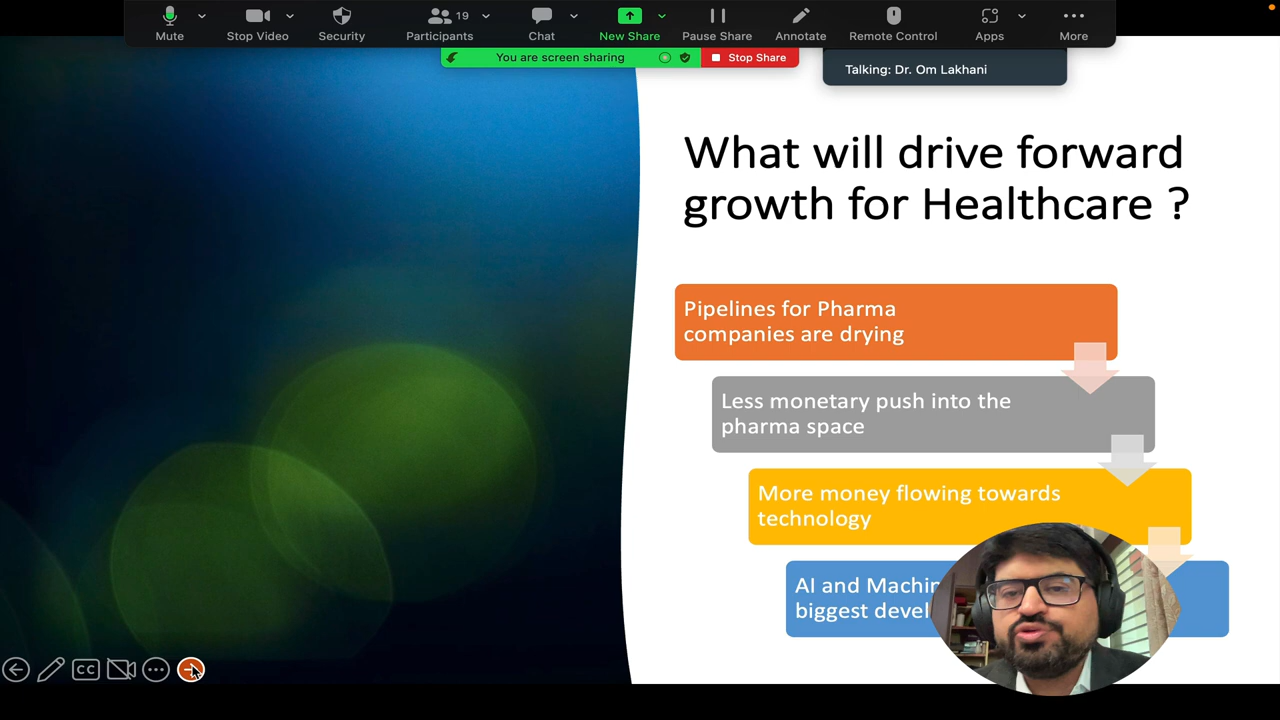 19
Mute
Stop Video
Security
Participants
Chat
New Share
Pause Share
Annotate
Remote Control
Apps
More
You are screen sharing
Stop Share
Talking: Dr. Om Lakhani
What will drive forward
growth for Healthcare ?
Pipelines for Pharma
companies are drying
Less monetary push into the
pharma space
More money flowing towards
technology
AI and
biggest
CC